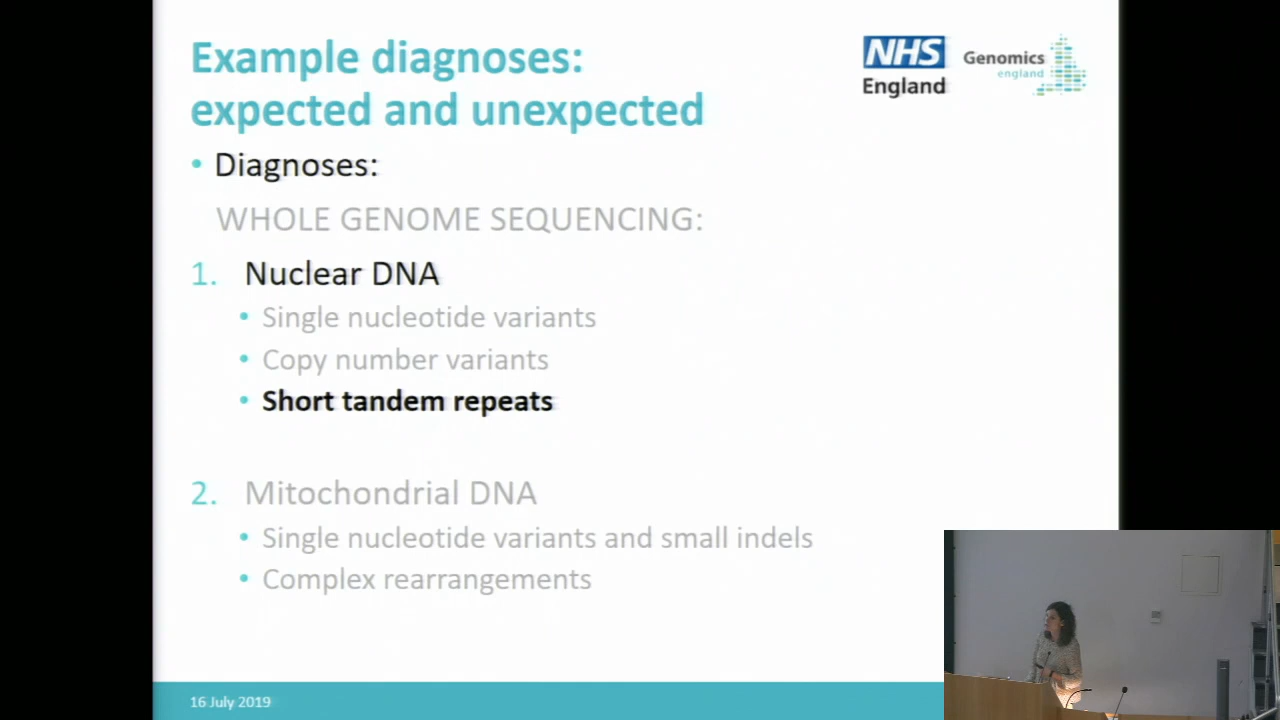 Example diagnoses:
expected and unexpected
NHS
England
Genomics
england
• Diagnoses:
WHOLE GENOME SEQUENCING:
1. Nuclear DNA
• Single nucleotide variants
• Copy number variants
• Short tandem repeats
2. Mitochondrial DNA
• Single nucleotide variants and small indels
• Complex rearrangements
16 July 2019